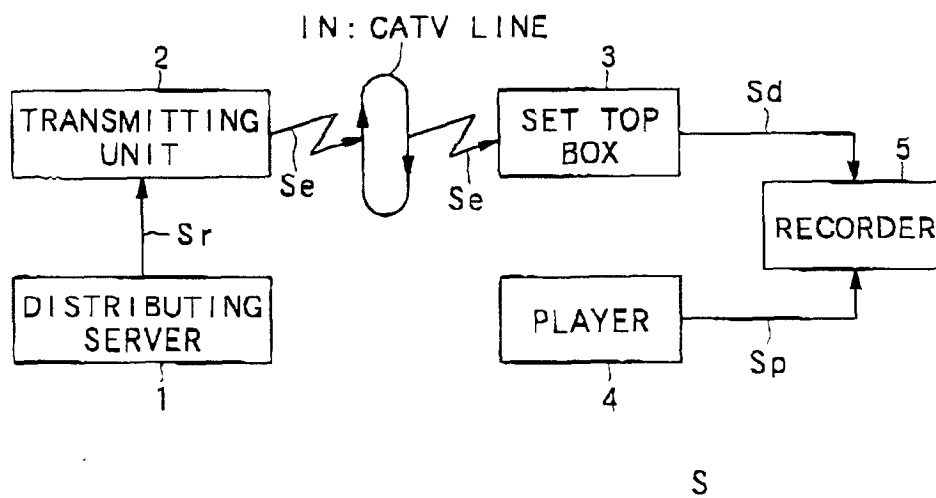 IN: CATV LINE
2
TRANSMITTING
UNIT
Se
Se
3
SET TOP
BOX
Sd
5
RECORDER
Sr
DISTRIBUTING
SERVER
1
PLAYER
4
Sp
S